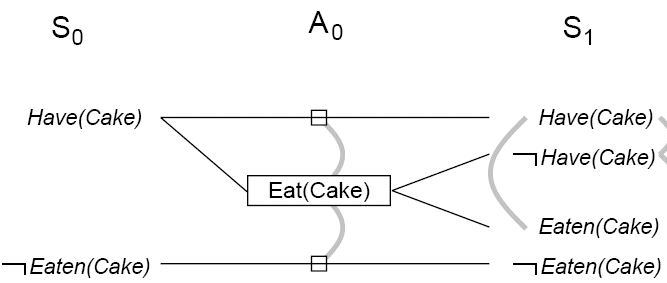 S0 A0 S1
Have(Cake) Have(Cake)
¬Have(Cake)
Eat(Cake)
Eaten(Cake)
¬Eaten(Cake) ¬Eaten(Cake)